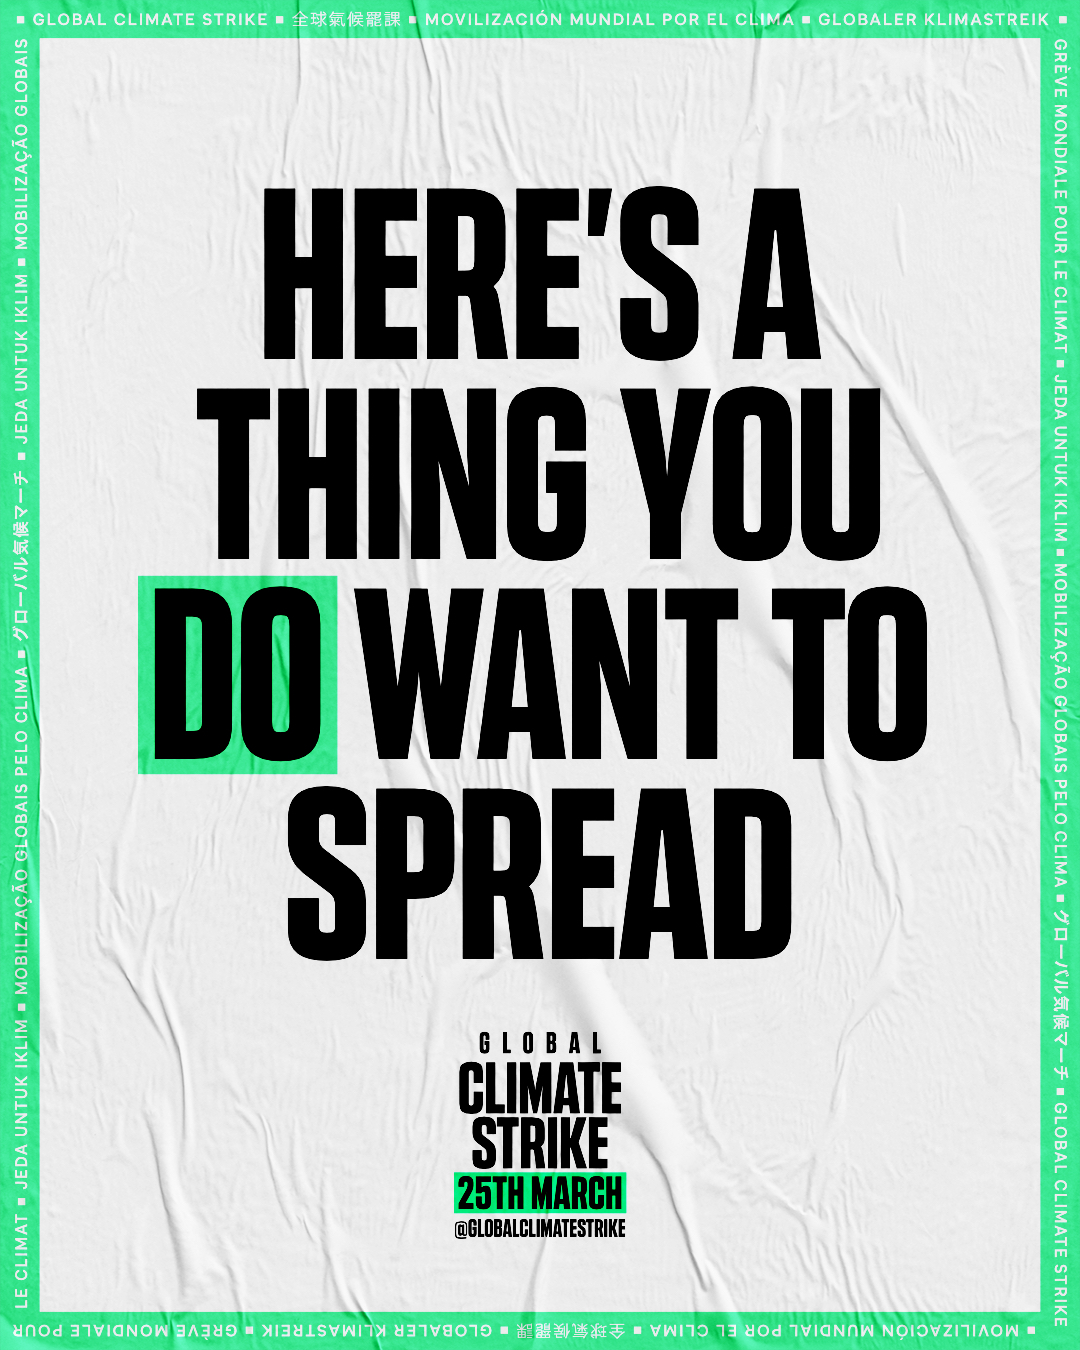 ■ GLOBAL CLIMATE STRIKE ■ 全球氣候罷課 ■ MOVILIZACIÓN MUNDIAL POR EL CLIMA ■ GLOBALER KLIMASTREIK ■
GRÈVE MONDIALE POUR LE CLIMAT ■ JEDA UNTUK IKLIM ■ MOBILIZAÇÃO GLOBAIS PELO CLIMA ■ グローバル気候マーチ ■ GLOBAL CLIMATE STRIKE
HERE'S A
THING YOU
DO WANT TO
SPREAD
GLOBAL
CLIMATE
STRIKE
25TH MARCH
@GLOBALCLIMATESTRIKE
■ MOVILIZACIÓN MUNDIAL POR EL CLIMA ■ 全球氣候罷課 ■ GLOBALER KLIMASTREIK ■ GRÈVE MONDIALE POUR
LE CLIMAT ■ JEDA UNTUK IKLIM ■ MOBILIZAÇÃO GLOBAIS PELO CLIMA ■ グローバル気候マーチ ■ JEDA UNTUK IKLIM ■ MOBILIZAÇÃO GLOBAIS